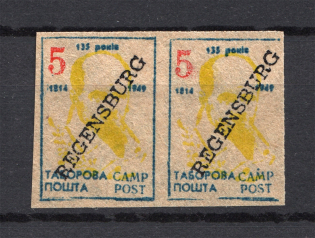 135 років
5
1814 1949
REGENSBURG
ТАБОРОВА CAMP
ПОШТА POST
135 років
5
1814 1949
REGENSBURG
ТАБОРОВА CAMP
ПОШТА POST